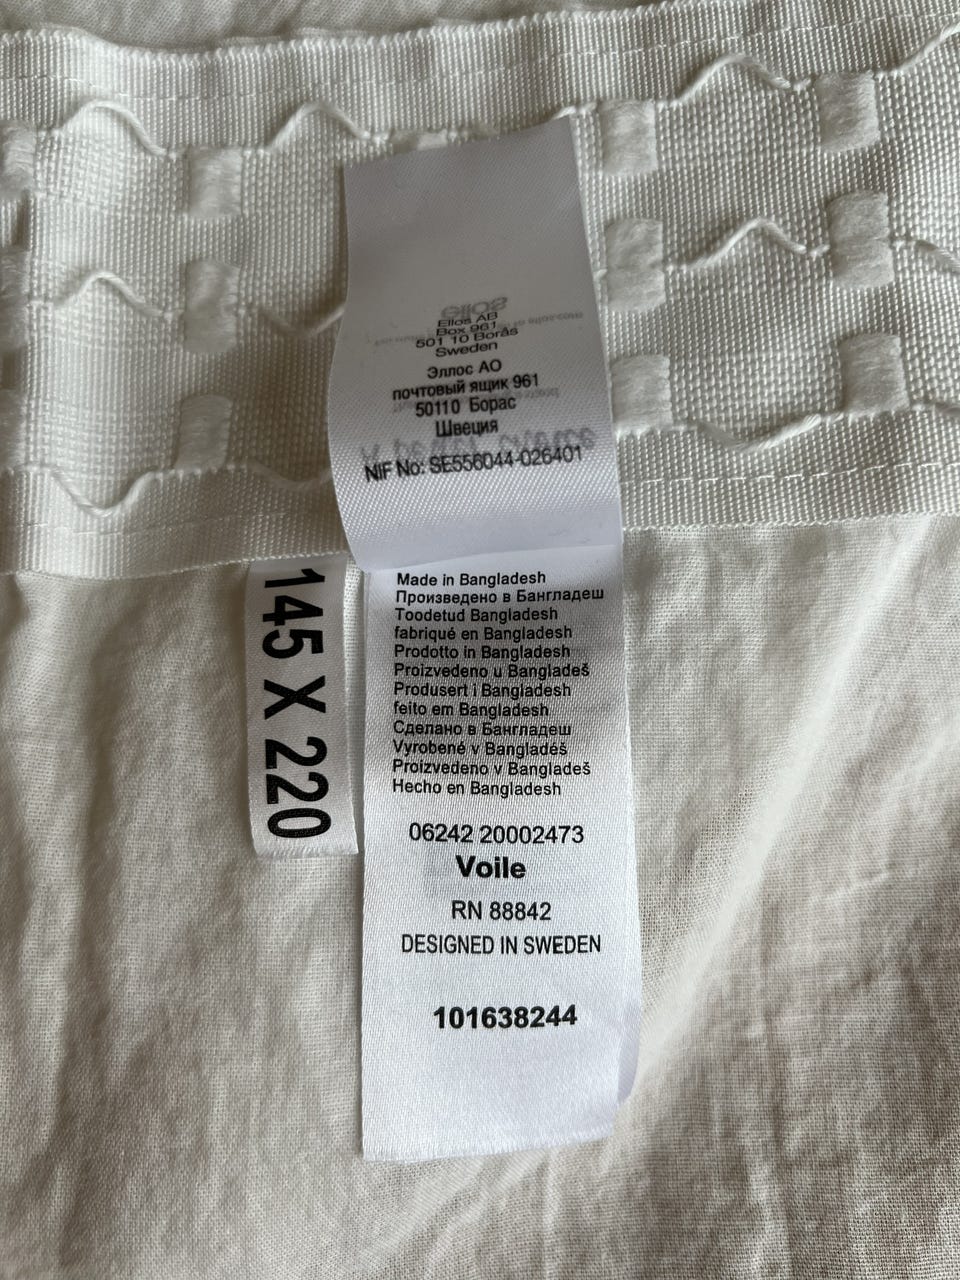 Ellos
Ellos AB
Box 961
501 10 Borås
Sweden
Эллос АО
почтовый ящик 961
50110 Борас
Швеция
NIF No: SE556044-026401
145 X 220
Made in Bangladesh
Произведено в Бангладеш
Toodetud Bangladesh
fabriqué en Bangladesh
Prodotto in Bangladesh
Proizvedeno u Bangladeš
Produsert i Bangladesh
feito em Bangladesh
Сделано в Бангладеш
Vyrobené v Bangladéš
Proizvedeno v Bangladeš
Hecho en Bangladesh
06242 20002473
Voile
RN 88842
DESIGNED IN SWEDEN
101638244